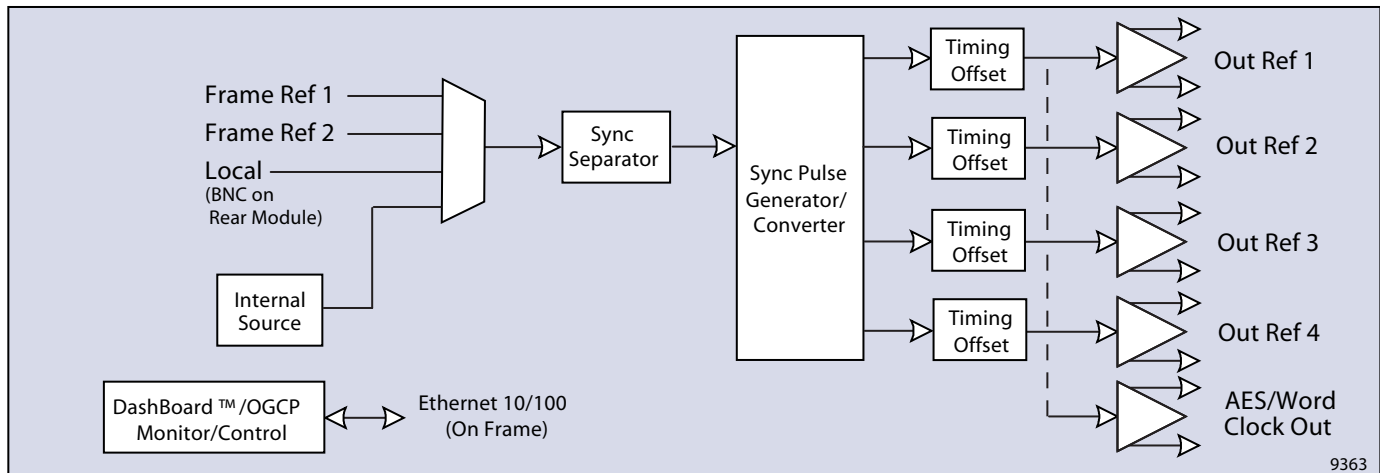 Frame Ref 1
Frame Ref 2
Local
(BNC on
Rear Module)
Internal
Source
DashBoard ™/OGCP
Monitor/Control
Ethernet 10/100
(On Frame)
Sync
Separator
Sync Pulse
Generator/
Converter
Timing
Offset
Out Ref 1
Timing
Offset
Out Ref 2
Timing
Offset
Out Ref 3
Timing
Offset
Out Ref 4
AES/Word
Clock Out
9363